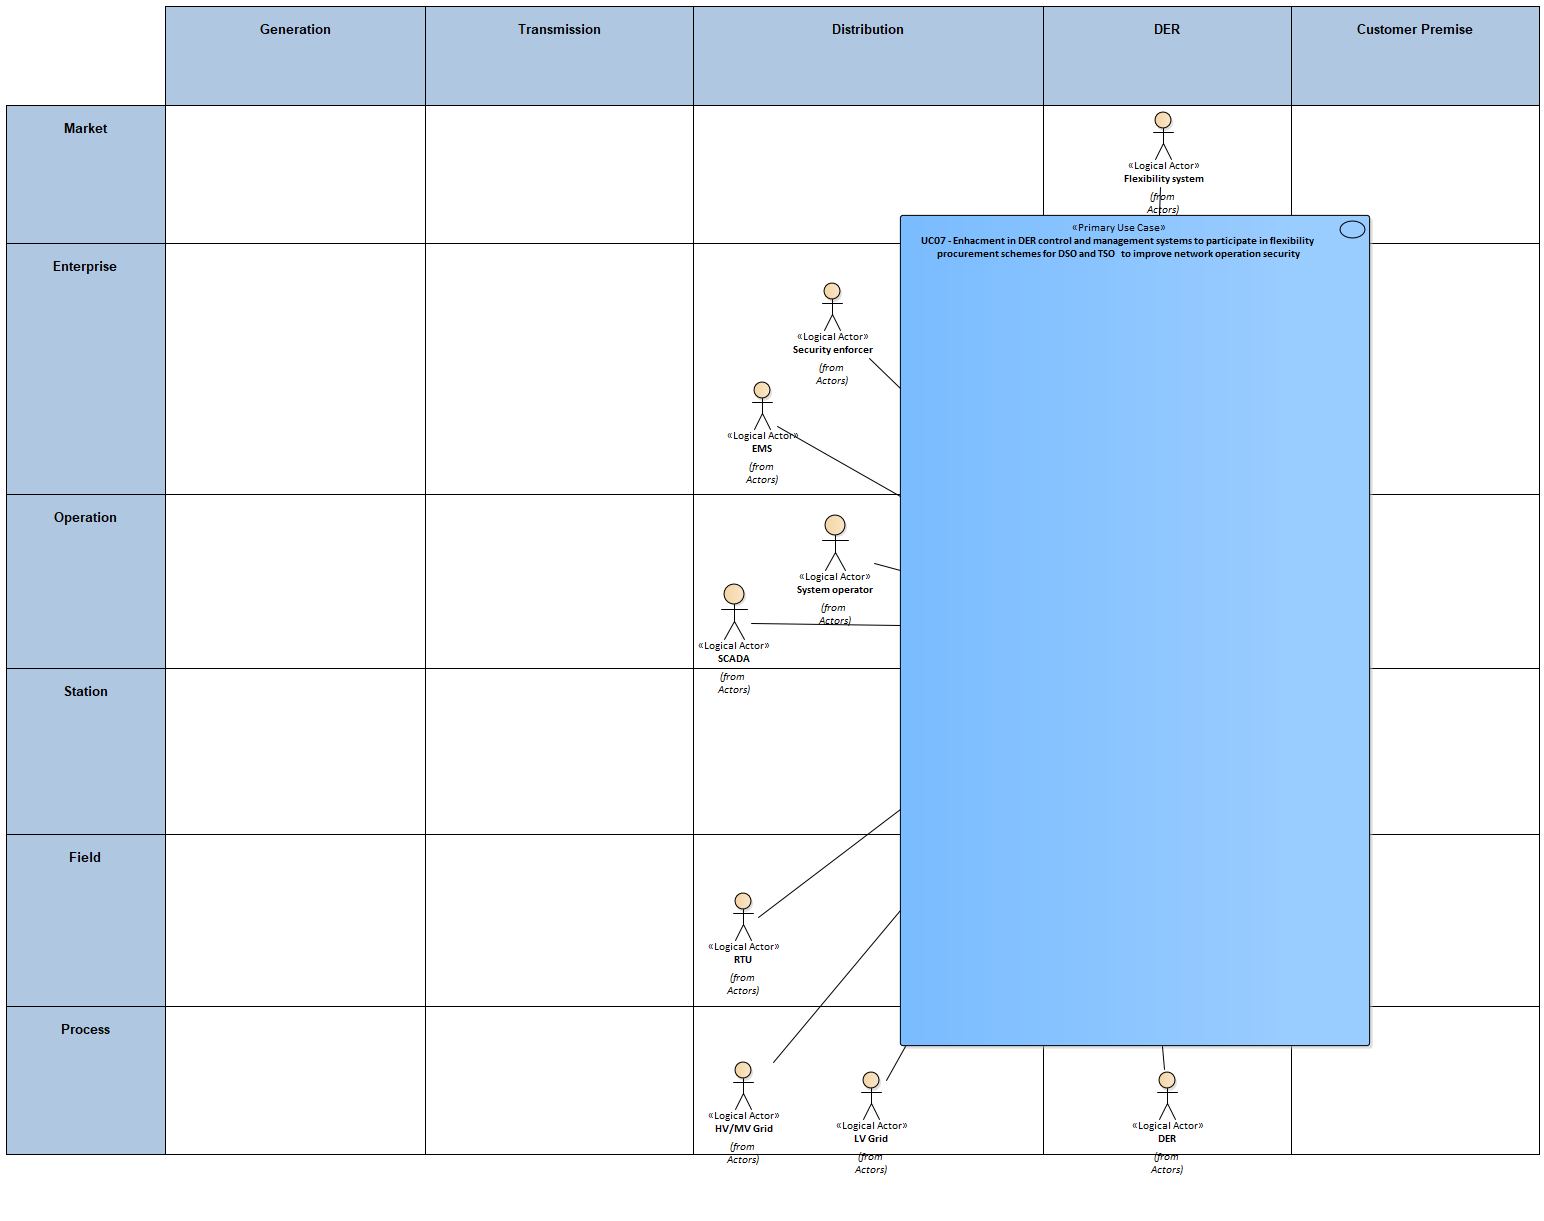 Generation
Transmission
Distribution
DER
Customer Premise
Market
«Logical Actor»
Flexibility system
(from
Actors)
«Primary Use Case»
UC07 - Enhacment in DER control and management systems to participate in flexibility
procurement schemes for DSO and TSO to improve network operation security
Enterprise
«Logical Actor»
Security enforcer
(from
Actors)
«Logical Actor»
EMS
(from
Actors)
Operation
«Logical Actor»
System operator
(from
Actors)
«Logical Actor»
SCADA
(from
Actors)
Station
Field
«Logical Actor»
RTU
(from
Actors)
Process
«Logical Actor»
HV/MV Grid
(from
Actors)
«Logical Actor»
LV Grid
(from
Actors)
«Logical Actor»
DER
(from
Actors)